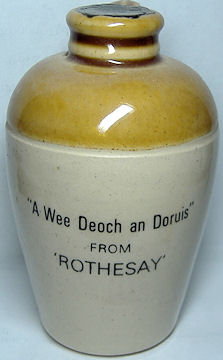 "A Wee Deoch an Doruis"
FROM
'ROTHESAY'